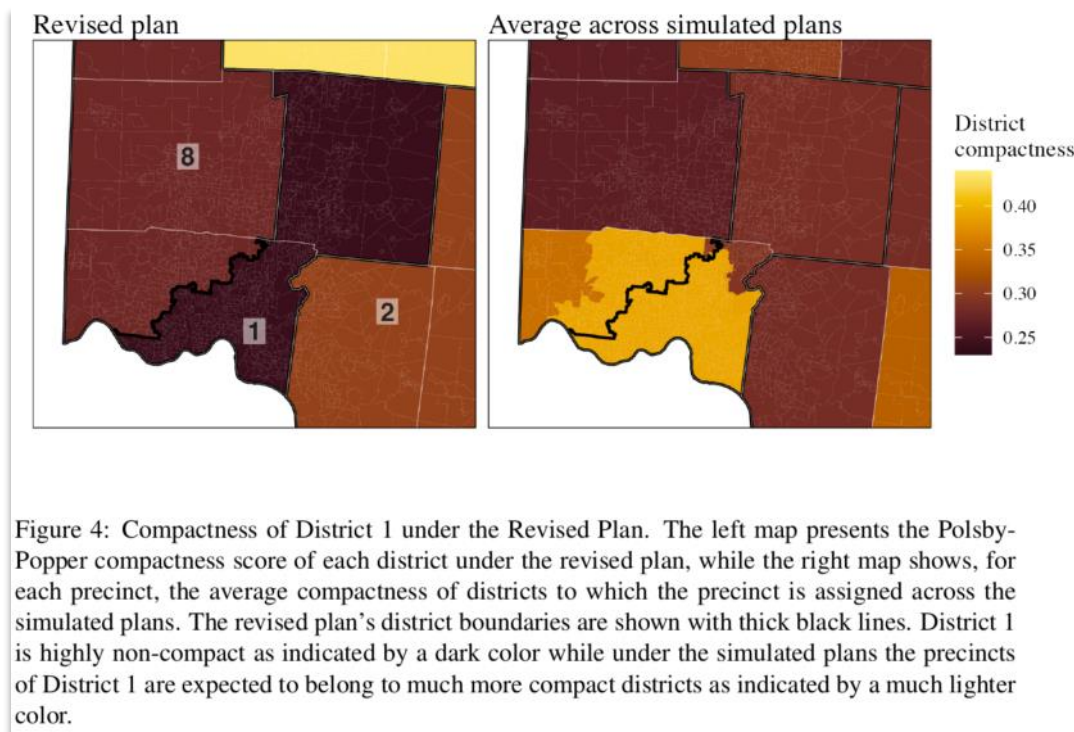 Revised plan
Average across simulated plans
8
1
2
District
compactness
0.40
0.35
0.30
0.25
Figure 4: Compactness of District 1 under the Revised Plan. The left map presents the Polsby-
Popper compactness score of each district under the revised plan, while the right map shows, for
each precinct, the average compactness of districts to which the precinct is assigned across the
simulated plans. The revised plan's district boundaries are shown with thick black lines. District 1
is highly non-compact as indicated by a dark color while under the simulated plans the precincts
of District 1 are expected to belong to much more compact districts as indicated by a much lighter
color.